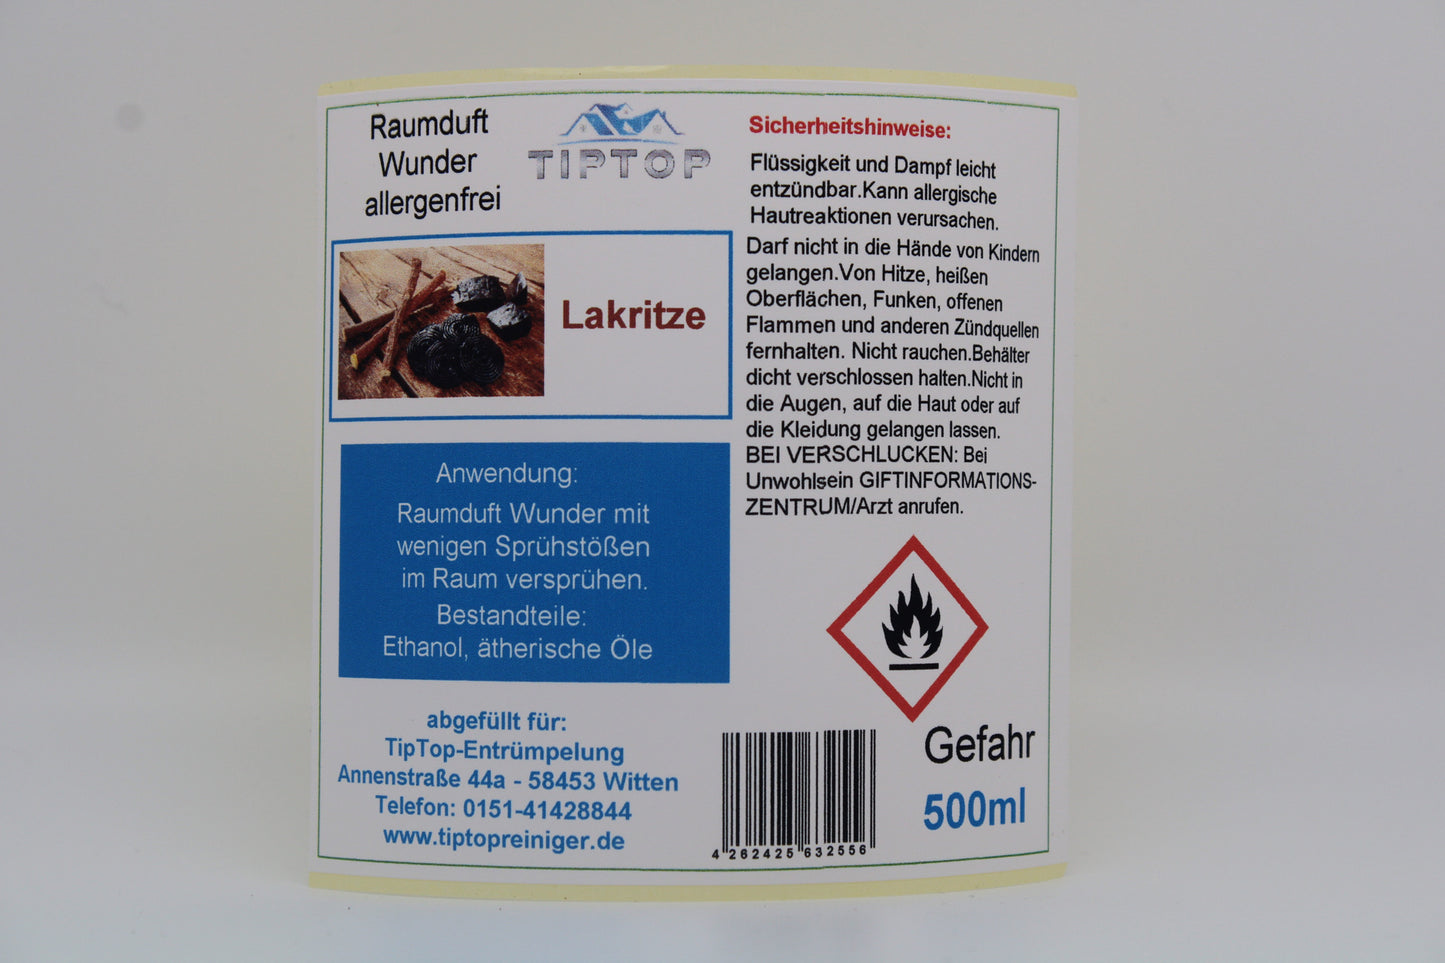 Raumduft
Wunder
allergenfrei
TIPTOP
Lakritze
Anwendung:
Raumduft Wunder mit
wenigen Sprühstößen
im Raum versprühen.
Bestandteile:
Ethanol, ätherische Öle
abgefüllt für:
TipTop-Entrümpelung
Annenstraße 44a - 58453 Witten
Telefon: 0151-41428844
www.tiptopreiniger.de
Sicherheitshinweise:
Flüssigkeit und Dampf leicht
entzündbar.Kann allergische
Hautreaktionen verursachen.
Darf nicht in die Hände von Kindern
gelangen.Von Hitze, heißen
Oberflächen, Funken, offenen
Flammen und anderen Zündquellen
fernhalten. Nicht rauchen.Behälter
dicht verschlossen halten.Nicht in
die Augen, auf die Haut oder auf
die Kleidung gelangen lassen.
BEI VERSCHLUCKEN: Bei
Unwohlsein GIFTINFORMATIONS-
ZENTRUM/Arzt anrufen.
Gefahr
500ml
4 262425 632556